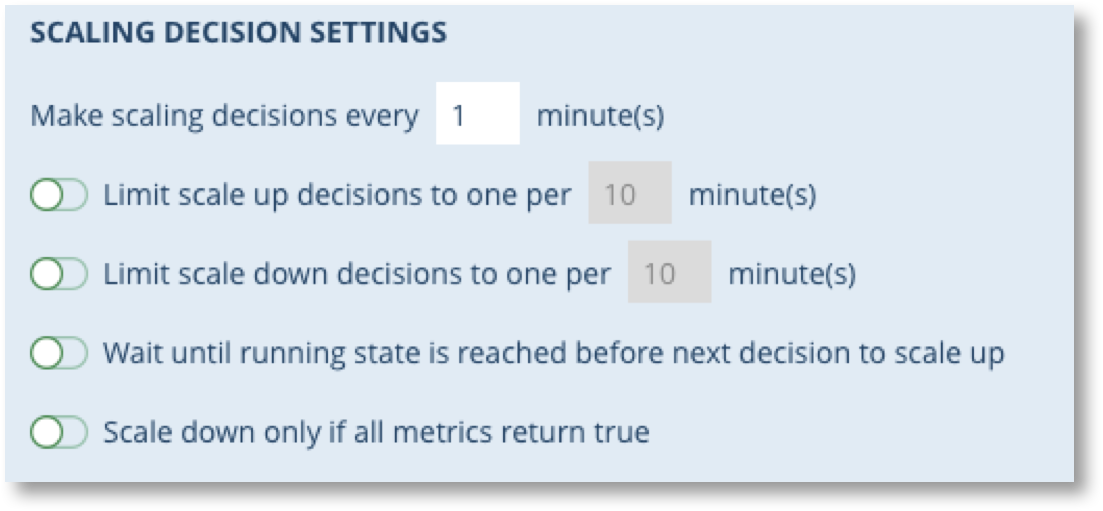 SCALING DECISION SETTINGS
Make scaling decisions every 1 minute(s)
Limit scale up decisions to one per 10 minute(s)
Limit scale down decisions to one per 10 minute(s)
Wait until running state is reached before next decision to scale up
Scale down only if all metrics return true